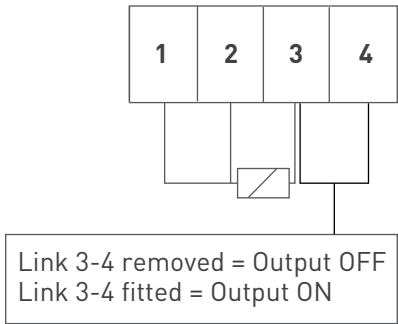 1 2 3 4
Link 3-4 removed = Output OFF
Link 3-4 fitted = Output ON